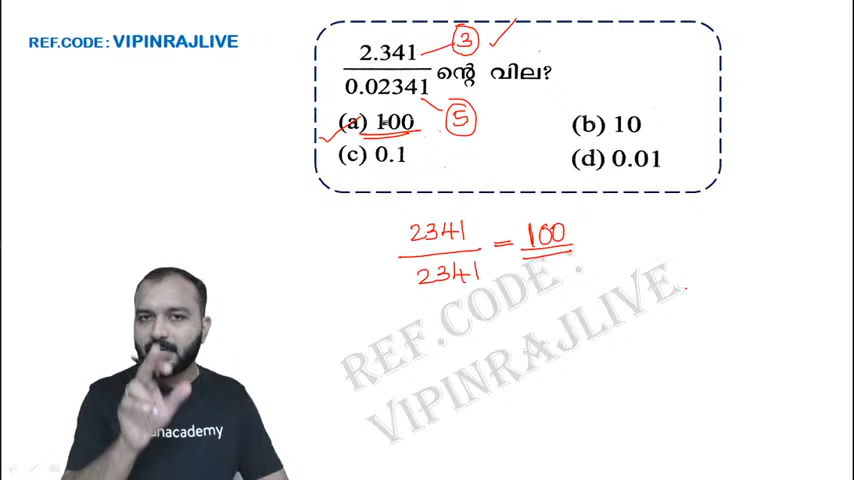 REF.CODE : VIPINRAJLIVE
2.341 3
0.02341 ന്റെ വില?
5
(a) 100 (b) 10
(c) 0.1 (d) 0.01
2341
2341 = 100
REF.CODE :
VIPINRAJLIVE
unacademy